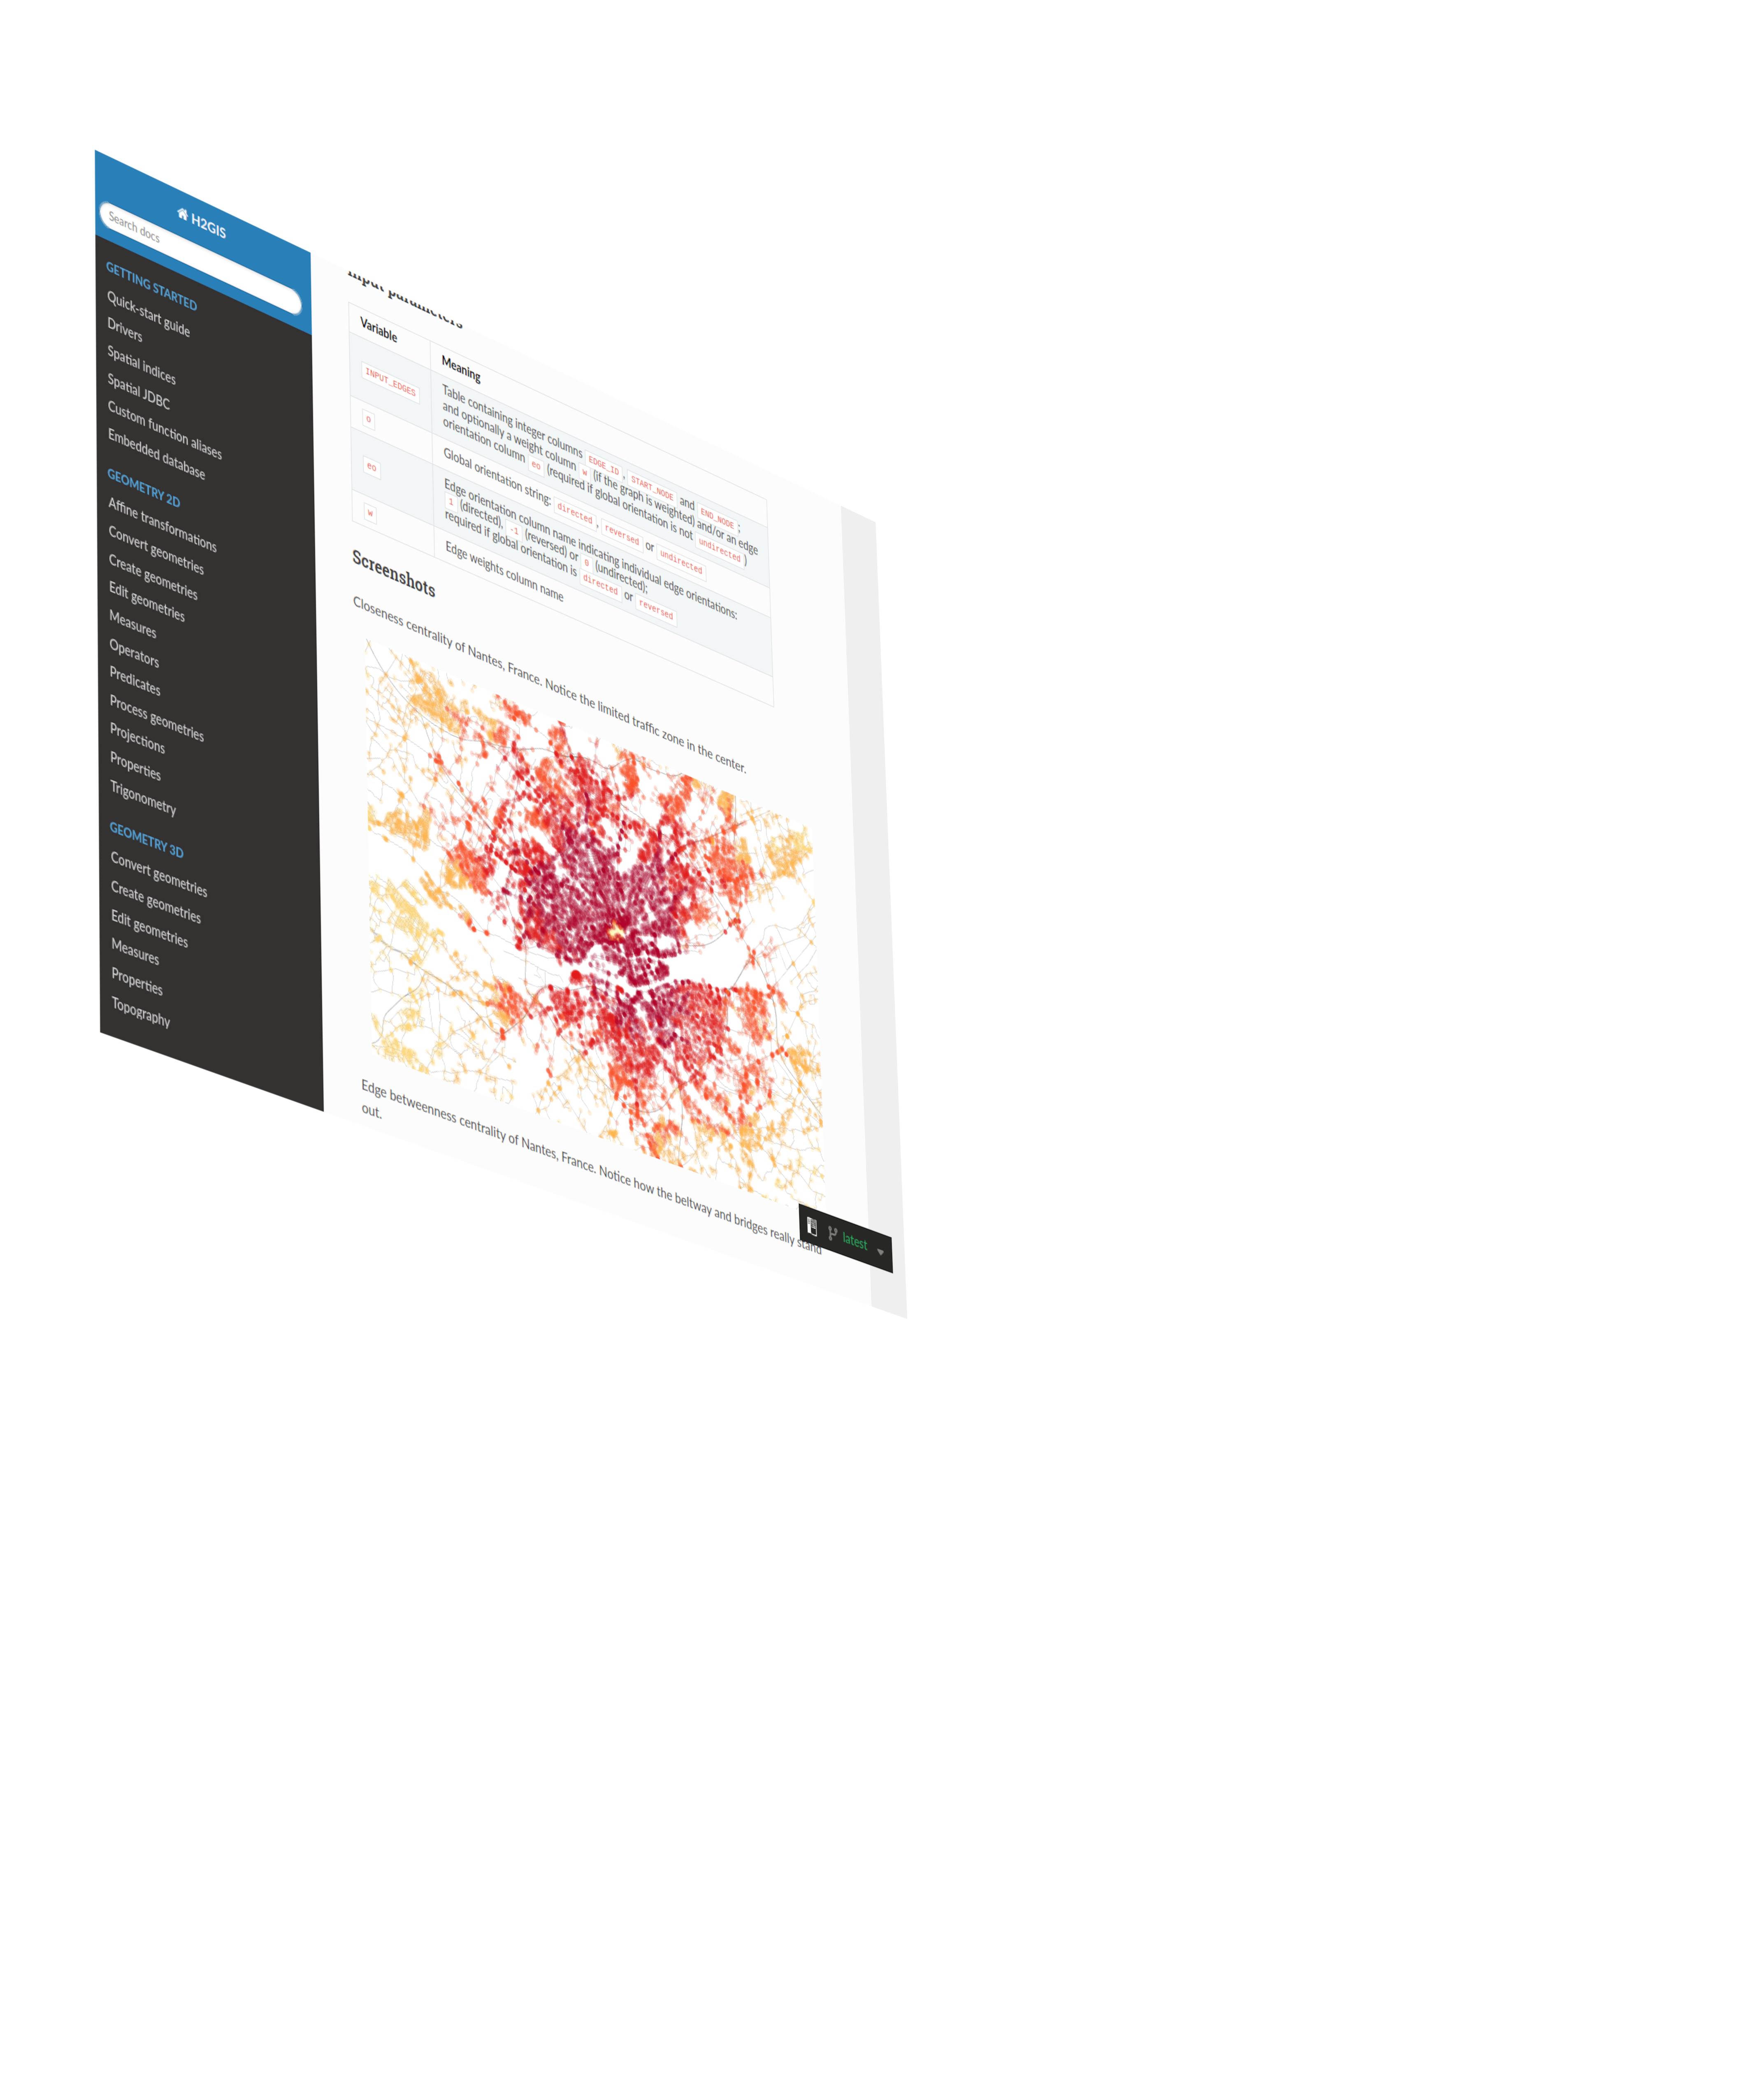 H2GIS
Search docs
GETTING STARTED
Quick-start guide
Drivers
Spatial indices
Spatial JDBC
Custom function aliases
Embedded database
GEOMETRY 2D
Affine transformations
Convert geometries
Create geometries
Edit geometries
Measures
Operators
Predicates
Process geometries
Projections
Properties
Trigonometry
GEOMETRY 3D
Convert geometries
Create geometries
Edit geometries
Measures
Properties
Topography
Input parameters
Variable Meaning
INPUT_EDGES Table containing integer columns EDGE_ID , START_NODE and END_NODE ;
and optionally a weight column w (if the graph is weighted) and/or an edge
orientation column eo (required if global orientation is not undirected )
o Global orientation string: directed , reversed or undirected
eo Edge orientation column name indicating individual edge orientations:
1 (directed), -1 (reversed) or 0 (undirected);
required if global orientation is directed or reversed
w Edge weights column name
Screenshots
Closeness centrality of Nantes, France. Notice the limited traffic zone in the center.
Edge betweenness centrality of Nantes, France. Notice how the beltway and bridges really stand
out.
latest